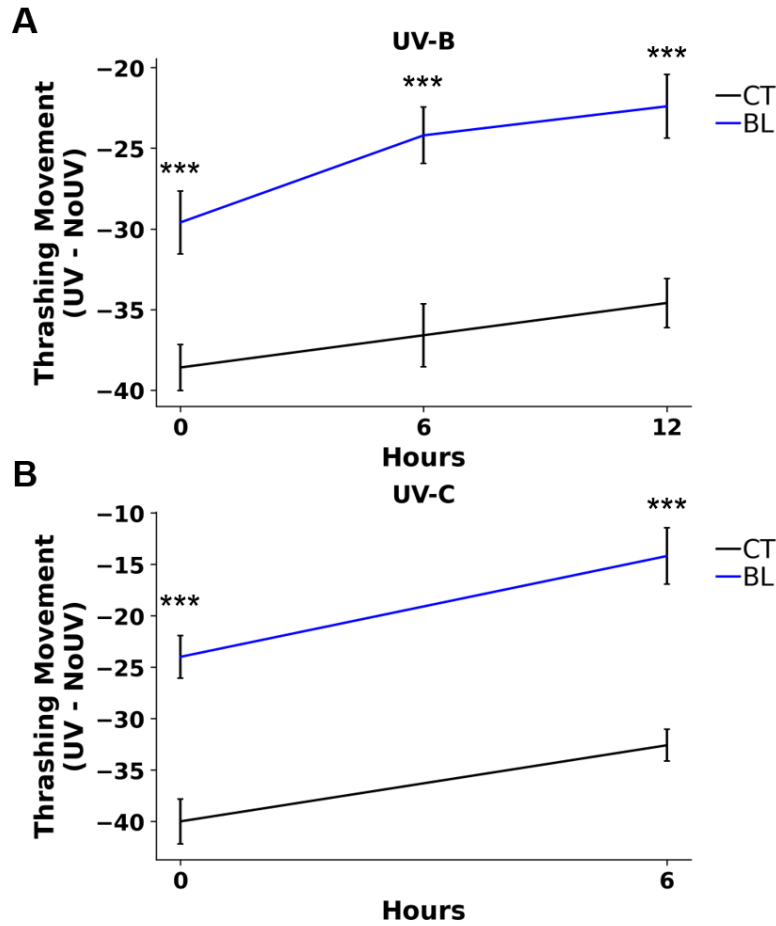 A
UV-B
***
***
***
−20
−25
−30
−35
−40
Thrashing Movement
(UV - NoUV)
CT
BL
0
6
12
Hours
B
UV-C
***
***
−10
−15
−20
−25
−30
−35
−40
Thrashing Movement
(UV - NoUV)
CT
BL
0
6
Hours